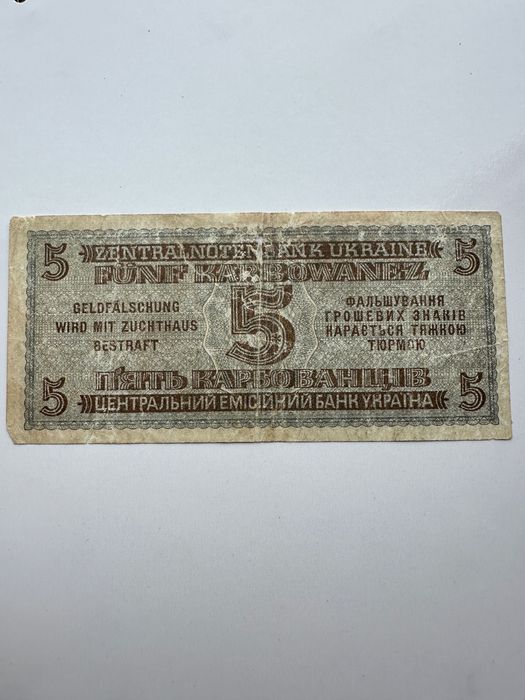 5 ZENTRALNOTENBANK UKRAINE 5
FÜNF KARBOWANEZ
GELDFÄLSCHUNG
WIRD MIT ZUCHTHAUS
BESTRAFT
5
ФАЛЬШУВАННЯ
ГРОШЕВИХ ЗНАКІВ
КАРАЄТЬСЯ ТЯЖКОЮ
ТЮРМОЮ
П'ЯТЬ КАРБОВАНЦІВ
5 ЦЕНТРАЛЬНИЙ ЕМІСІЙНИЙ БАНК УКРАЇНА 5